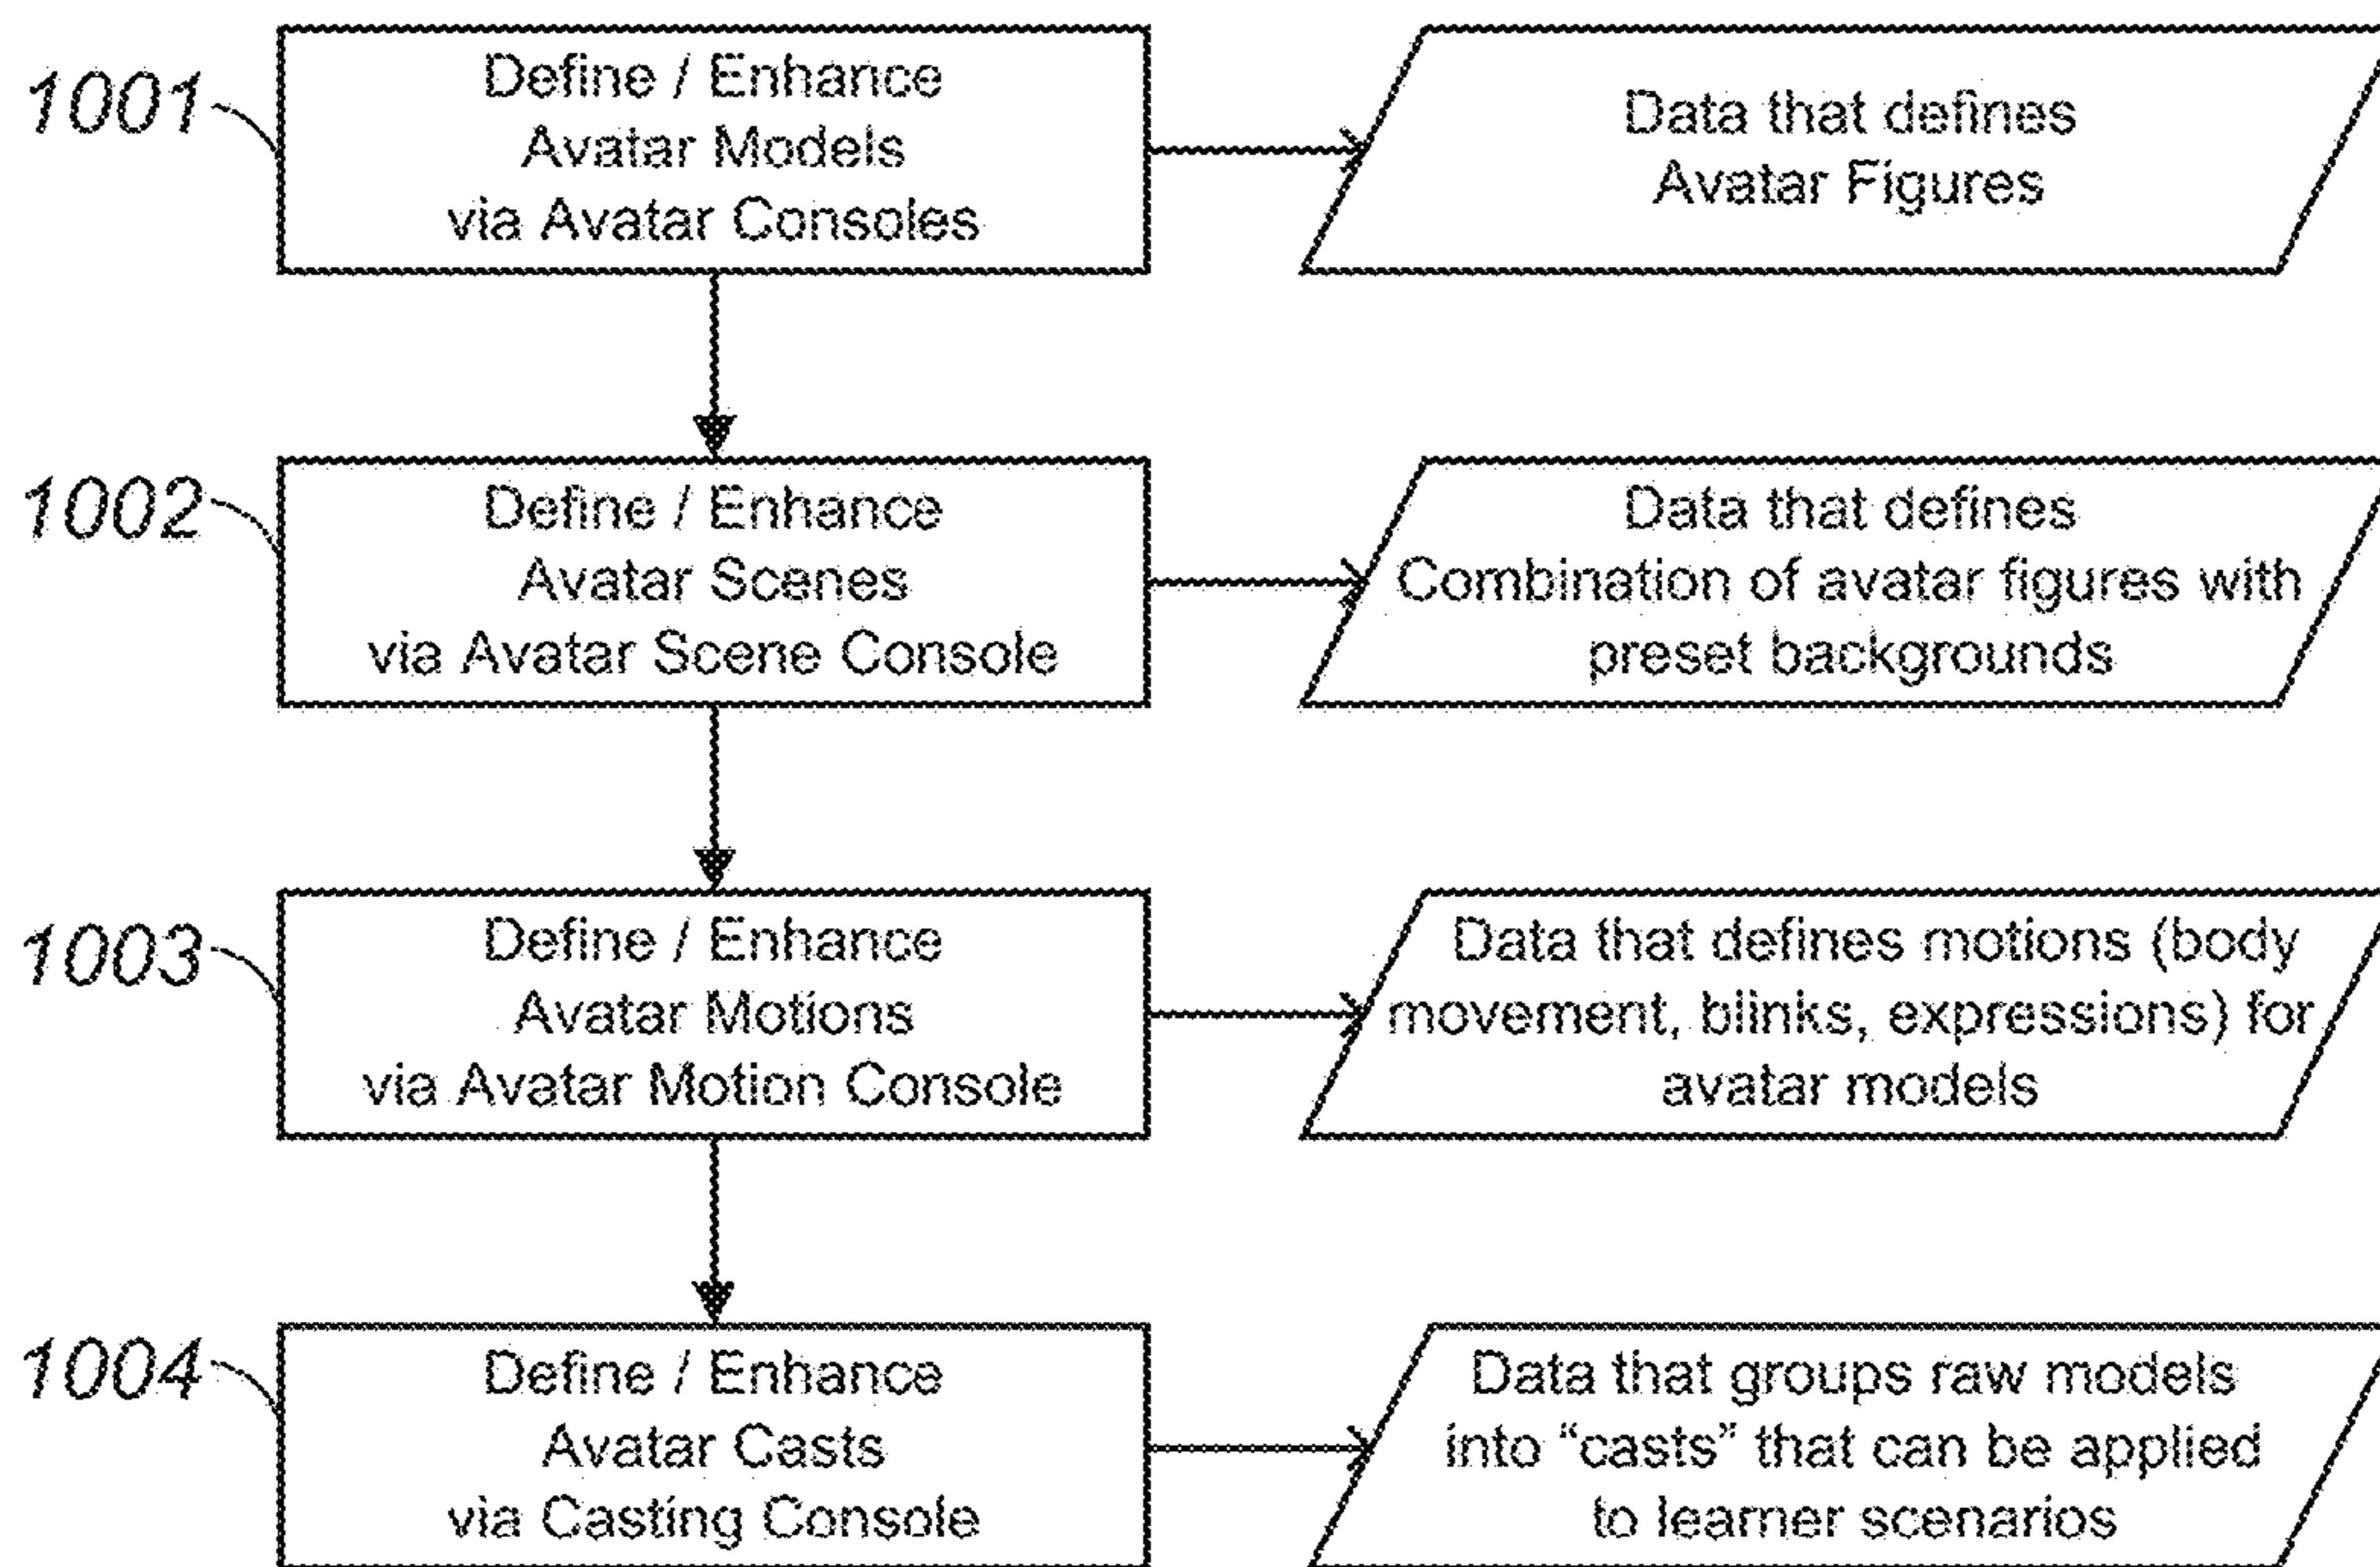 1001
Define / Enhance
Avatar Models
via Avatar Consoles
Data that defines
Avatar Figures
1002
Define / Enhance
Avatar Scenes
via Avatar Scene Console
Data that defines
Combination of avatar figures with
preset backgrounds
1003
Define / Enhance
Avatar Motions
via Avatar Motion Console
Data that defines motions (body
movement, blinks, expressions) for
avatar models
1004
Define / Enhance
Avatar Casts
via Casting Console
Data that groups raw models
into “casts” that can be applied
to learner scenarios